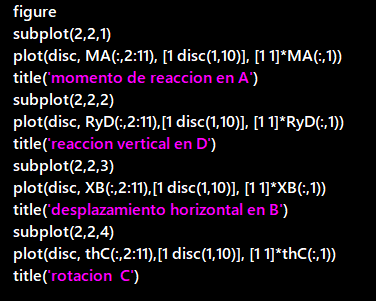 figure
subplot(2,2,1)
plot(disc, MA(:,2:11), [1 disc(1,10)], [1 1]*MA(:,1))
title('momento de reaccion en A')
subplot(2,2,2)
plot(disc, RyD(:,2:11),[1 disc(1,10)], [1 1]*RyD(:,1))
title('reaccion vertical en D')
subplot(2,2,3)
plot(disc, XB(:,2:11),[1 disc(1,10)], [1 1]*XB(:,1))
title('desplazamiento horizontal en B')
subplot(2,2,4)
plot(disc, thC(:,2:11),[1 disc(1,10)], [1 1]*thC(:,1))
title('rotacion  C')